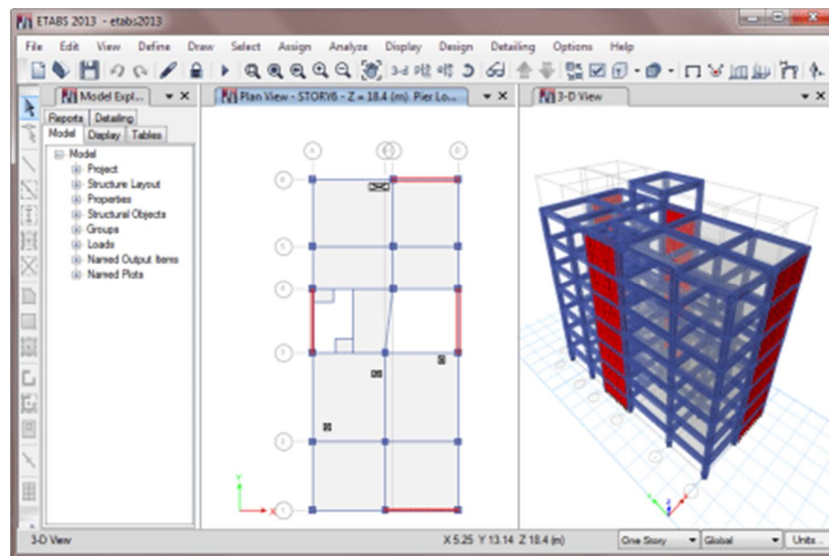 ETABS 2013 - etabs2013
File Edit View Define Draw Select Assign Analyze Display Design Detailing Options Help
3-d
Model Expl...
Plan View - STORY6 - Z = 18.4 (m) Pier Lo...
3-D View
Reports Detailing
Model Display Tables
Model
Project
Structure Layout
Properties
Structural Objects
Groups
Loads
Named Output Items
Named Plots
A
6
5
4
3
2
1
Y
X
3-D View
X 5.25 Y 13.14 Z 18.4 (m)
One Story
Global
Units...